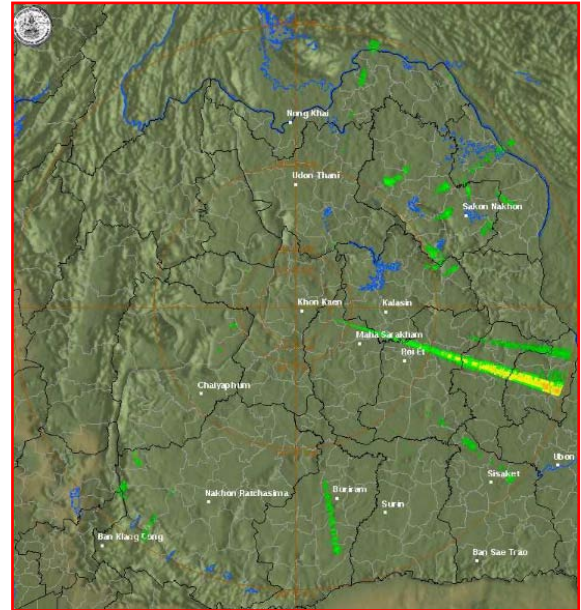 Nong Khai
Udon Thani
Sakon Nakhon
Khon Kaen
Kalasin
Maha Sarakham
Roi Et
Chaiyaphum
Ubon
Sisaket
Buriram
Nakhon Ratchasima
Surin
Ban Klang Dong
Ban Sae Trao